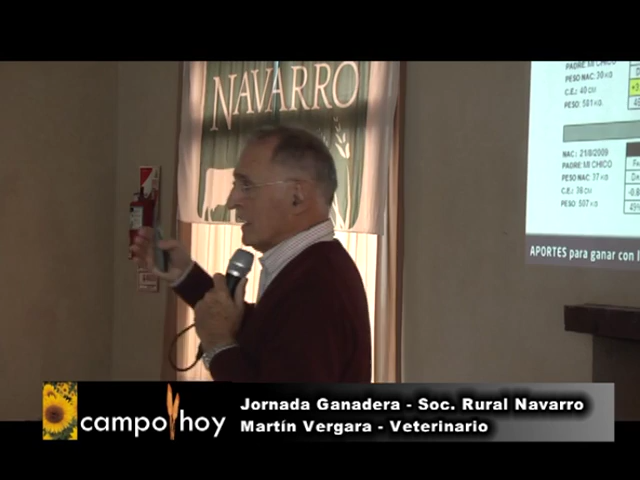 NAVARRO
PADRE MI CHICO
PESO NAC: 30 KG
C.E.: 40 CM
PESO: 581 KG
NAC: 21/8/2009
PADRE MI CHICO
PESO NAC: 37 KG
C.E.: 36 CM
PESO: 507 KG
APORTES para ganar con
campo hoy
Jornada Ganadera - Soc. Rural Navarro
Martín Vergara - Veterinario